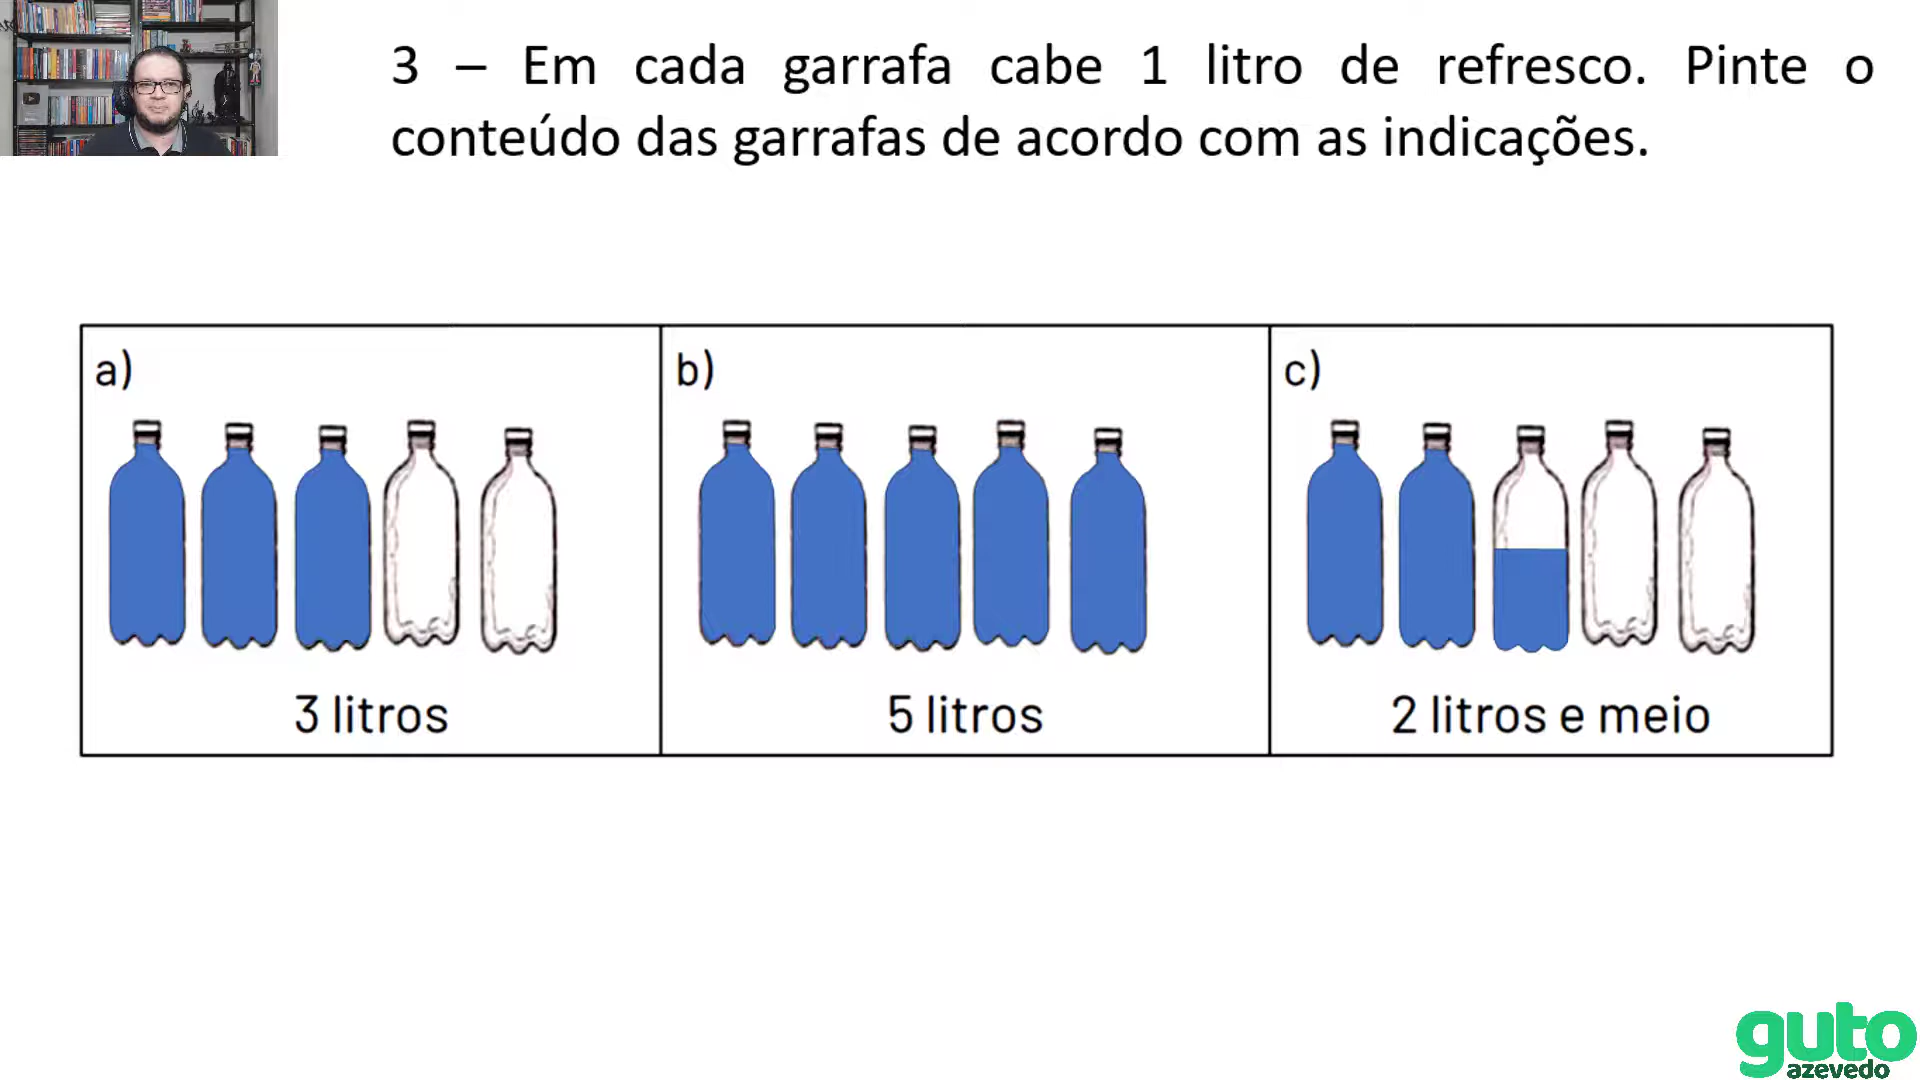 3 – Em cada garrafa cabe 1 litro de refresco. Pinte o
conteúdo das garrafas de acordo com as indicações.
a)
b)
c)
3 litros
5 litros
2 litros e meio
guto
azevedo